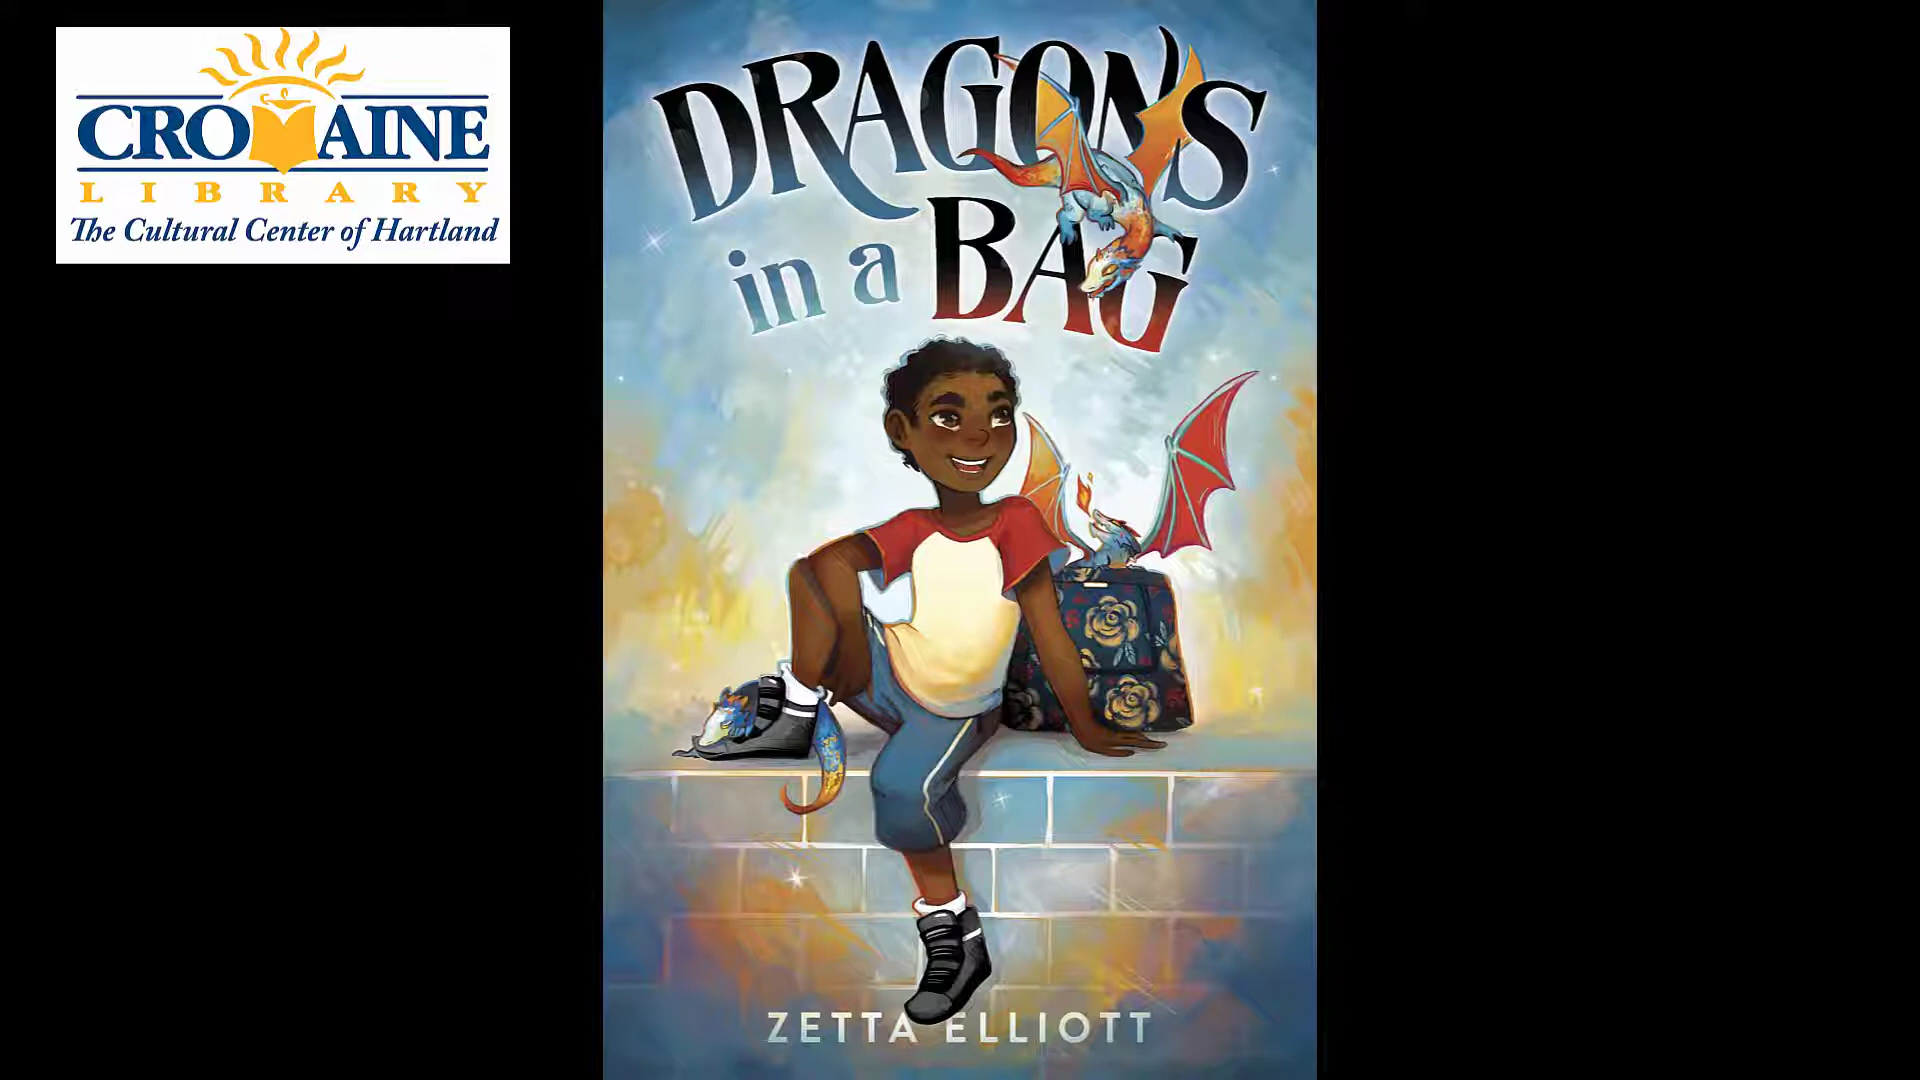 CROMAINE
LIBRARY
The Cultural Center of Hartland
DRAGONS
in a BAG
ZETTA ELLIOTT